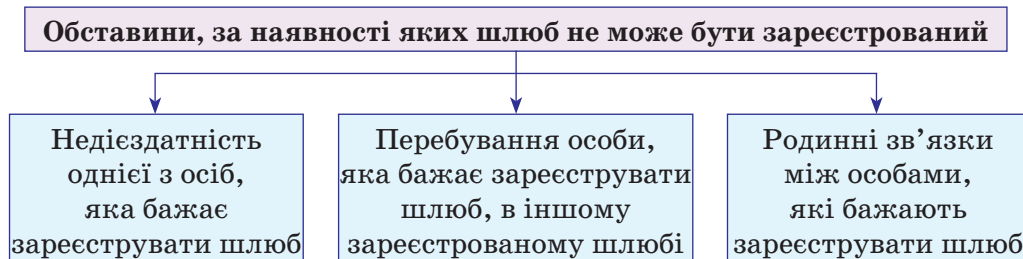 Обставини, за наявності яких шлюб не може бути зареєстрований
Недієздатність
однієї з осіб,
яка бажає
зареєструвати шлюб
Перебування особи,
яка бажає зареєструвати
шлюб, в іншому
зареєстрованому шлюбі
Родинні зв’язки
між особами,
які бажають
зареєструвати шлюб